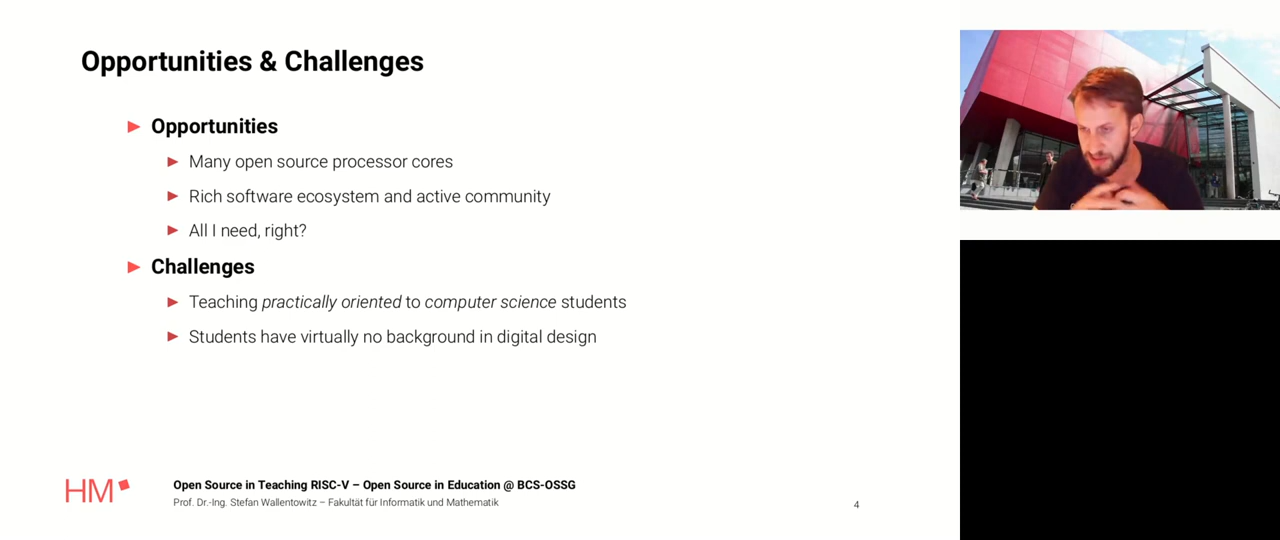 Opportunities & Challenges
Opportunities
Many open source processor cores
Rich software ecosystem and active community
All I need, right?
Challenges
Teaching practically oriented to computer science students
Students have virtually no background in digital design
HM
Open Source in Teaching RISC-V – Open Source in Education @ BCS-OSSG
Prof. Dr.-Ing. Stefan Wallentowitz – Fakultät für Informatik und Mathematik
4